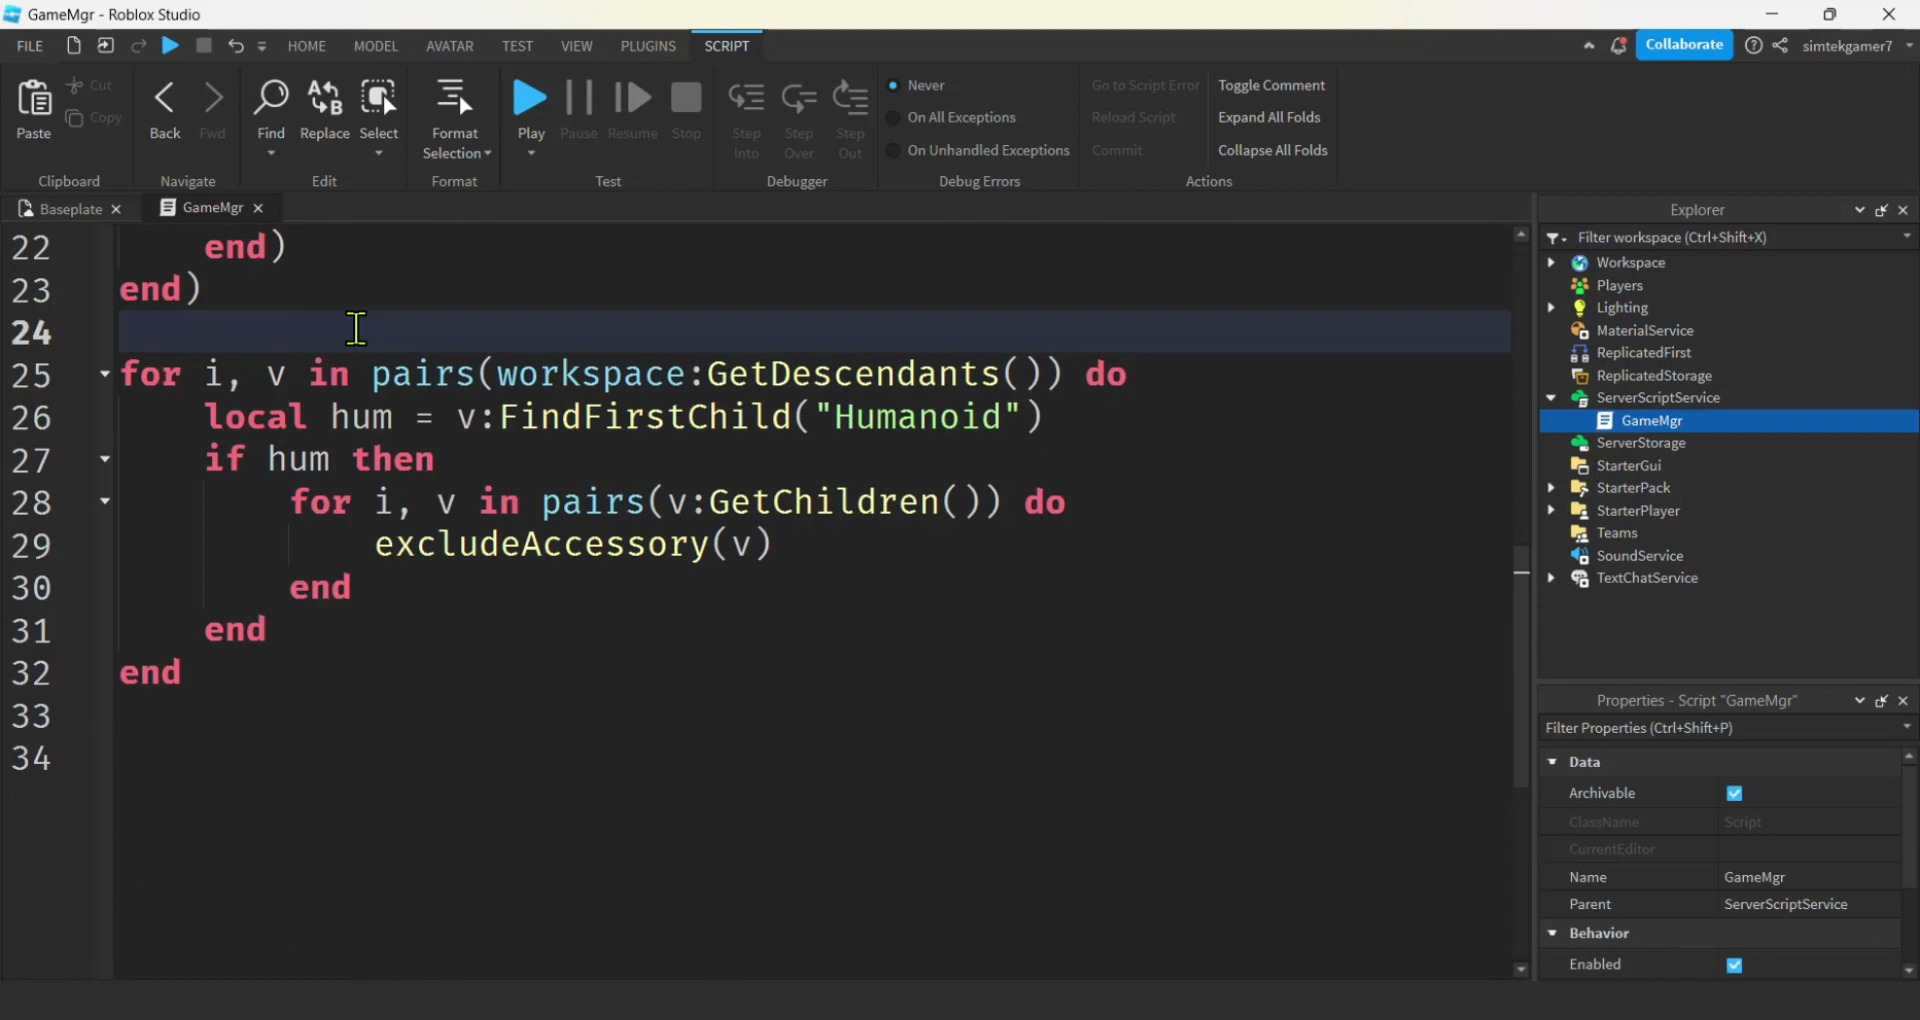 GameMgr - Roblox Studio
FILE HOME MODEL AVATAR TEST VIEW PLUGINS SCRIPT Collaborate simtekgamer7
Paste Cut Copy
Clipboard
Back Fwd
Navigate
Find Replace Select
Edit
Format
Selection
Format
Play Pause Resume Stop
Test
Step Into Step Over Step Out
Debugger
Never
On All Exceptions
On Unhandled Exceptions
Debug Errors
Go to Script Error Toggle Comment
Reload Script Expand All Folds
Commit Collapse All Folds
Actions
Baseplate GameMgr
22 end)
23 end)
24
25 for i, v in pairs(workspace:GetDescendants()) do
26 local hum = v:FindFirstChild("Humanoid")
27 if hum then
28 for i, v in pairs(v:GetChildren()) do
29 excludeAccessory(v)
30 end
31 end
32 end
33
34
Explorer
Filter workspace (Ctrl+Shift+X)
Workspace
Players
Lighting
MaterialService
ReplicatedFirst
ReplicatedStorage
ServerScriptService
GameMgr
ServerStorage
StarterGui
StarterPack
StarterPlayer
Teams
SoundService
TextChatService
Properties - Script "GameMgr"
Filter Properties (Ctrl+Shift+P)
Data
Archivable
ClassName Script
CurrentEditor
Name GameMgr
Parent ServerScriptService
Behavior
Enabled